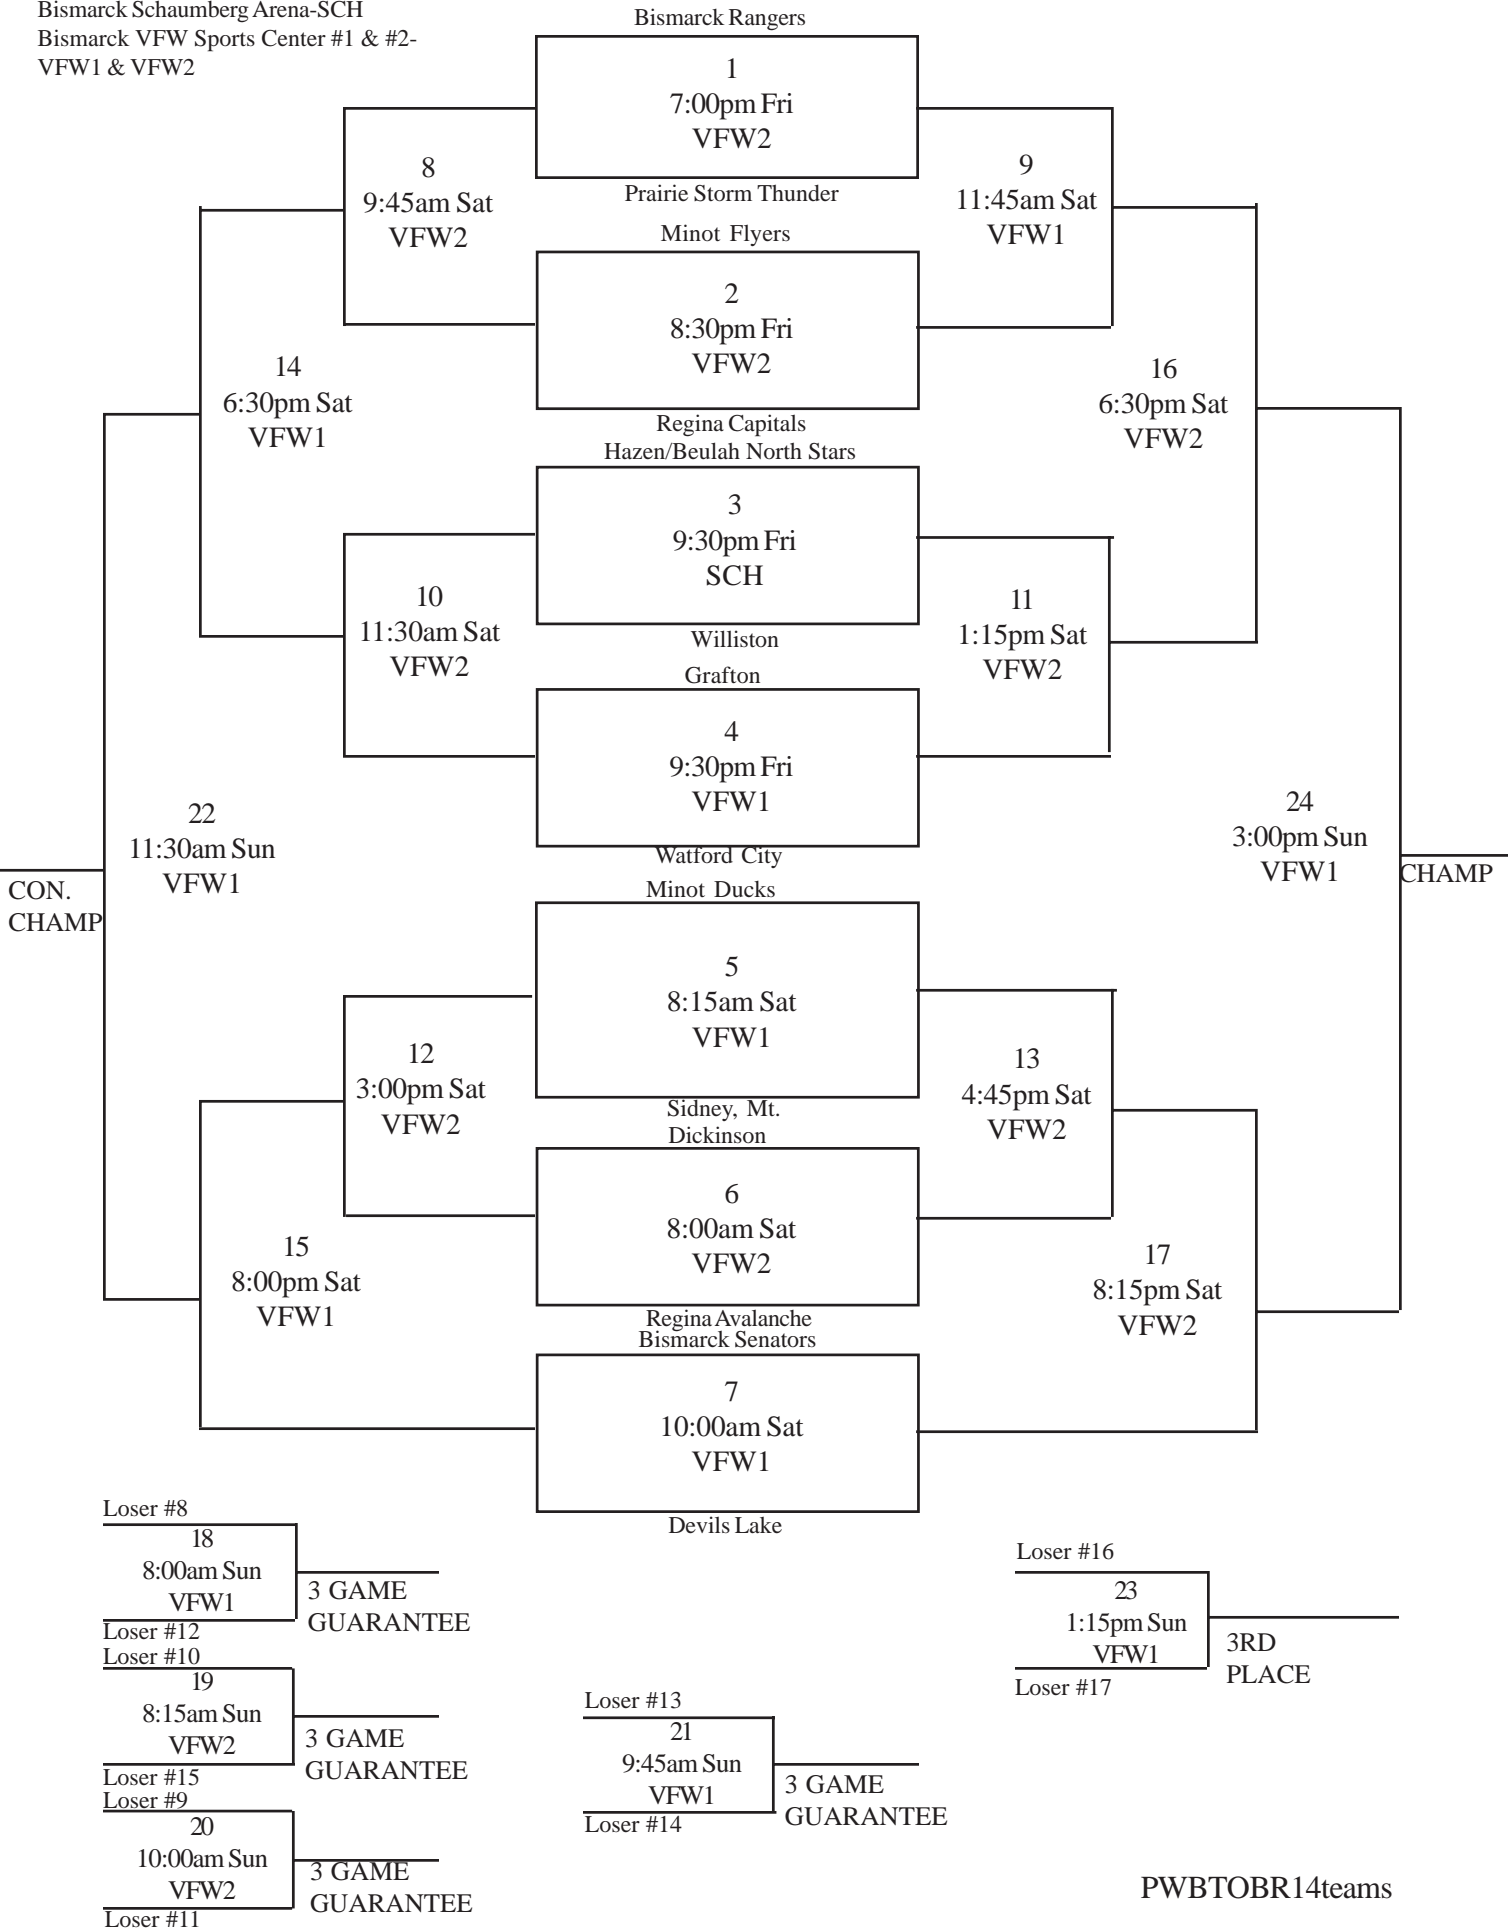 Bismarck Schaumberg Arena-SCH
Bismarck VFW Sports Center #1 & #2-
VFW1 & VFW2
Bismarck Rangers
1
7:00pm Fri
VFW2
Prairie Storm Thunder
8
9:45am Sat
VFW2
9
11:45am Sat
VFW1
Minot Flyers
2
8:30pm Fri
VFW2
Regina Capitals
14
6:30pm Sat
VFW1
16
6:30pm Sat
VFW2
Hazen/Beulah North Stars
3
9:30pm Fri
SCH
Williston
10
11:30am Sat
VFW2
11
1:15pm Sat
VFW2
Grafton
4
9:30pm Fri
VFW1
Watford City
22
11:30am Sun
VFW1
24
3:00pm Sun
VFW1
CON.
CHAMP
CHAMP
Minot Ducks
5
8:15am Sat
VFW1
Sidney, Mt.
12
3:00pm Sat
VFW2
13
4:45pm Sat
VFW2
Dickinson
6
8:00am Sat
VFW2
Regina Avalanche
15
8:00pm Sat
VFW1
17
8:15pm Sat
VFW2
Bismarck Senators
7
10:00am Sat
VFW1
Devils Lake
Loser #8
18
8:00am Sun
VFW1
Loser #12
3 GAME
GUARANTEE
Loser #10
19
8:15am Sun
VFW2
Loser #15
3 GAME
GUARANTEE
Loser #9
20
10:00am Sun
VFW2
Loser #11
3 GAME
GUARANTEE
Loser #13
21
9:45am Sun
VFW1
Loser #14
3 GAME
GUARANTEE
Loser #16
23
1:15pm Sun
VFW1
Loser #17
3RD
PLACE
PWBTOBR14teams